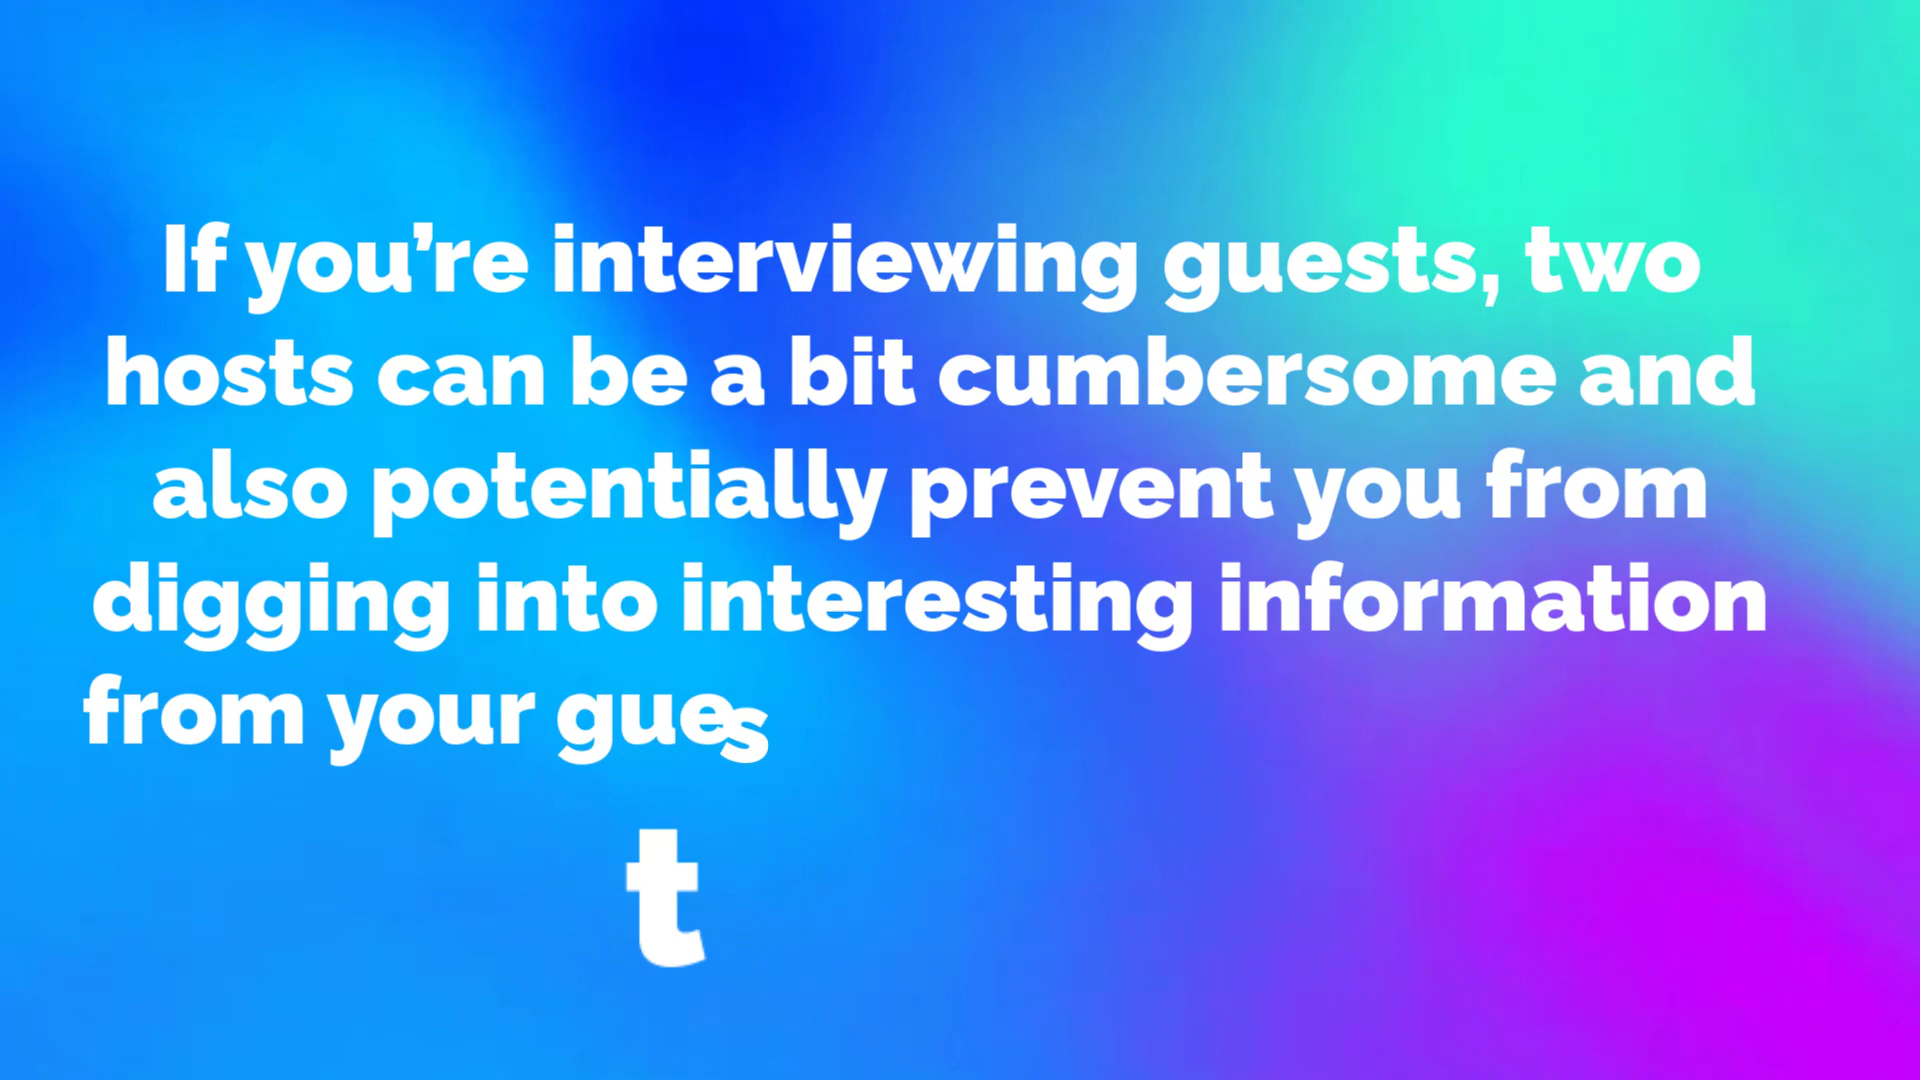 If you’re interviewing guests, two
hosts can be a bit cumbersome and
also potentially prevent you from
digging into interesting information
from your gues
t